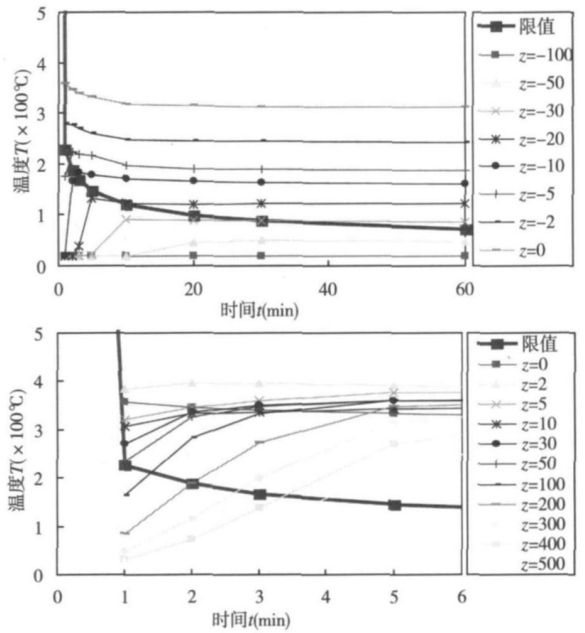 5
4
3
2
1
0
温度T(×100℃)
0
20
40
60
时间t(min)
限值
z=-100
z=-50
z=-30
z=-20
z=-10
z=-5
z=-2
z=0
5
4
3
2
1
0
温度T(×100℃)
0
1
2
3
4
5
6
时间t(min)
限值
z=0
z=2
z=5
z=10
z=30
z=50
z=100
z=200
z=300
z=400
z=500